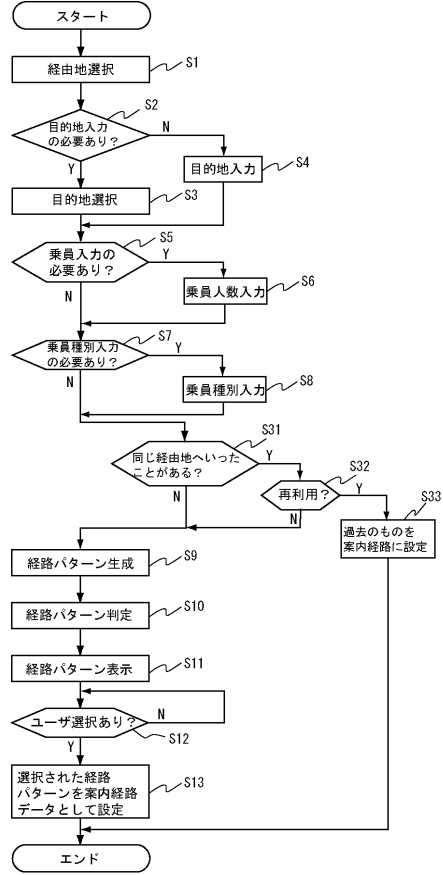 スタート
経由地選択
S1
目的地入力
の必要あり？
S2
N
Y
目的地入力
S4
目的地選択
S3
乗員入力の
必要あり？
S5
Y
N
乗員人数入力
S6
乗員種別入力
の必要あり？
S7
Y
N
乗員種別入力
S8
同じ経由地へいった
ことがある？
S31
Y
N
再利用？
S32
Y
N
過去のものを
案内経路に設定
S33
経路パターン生成
S9
経路パターン判定
S10
経路パターン表示
S11
ユーザ選択あり？
N
S12
Y
選択された経路
パターンを案内経路
データとして設定
S13
エンド